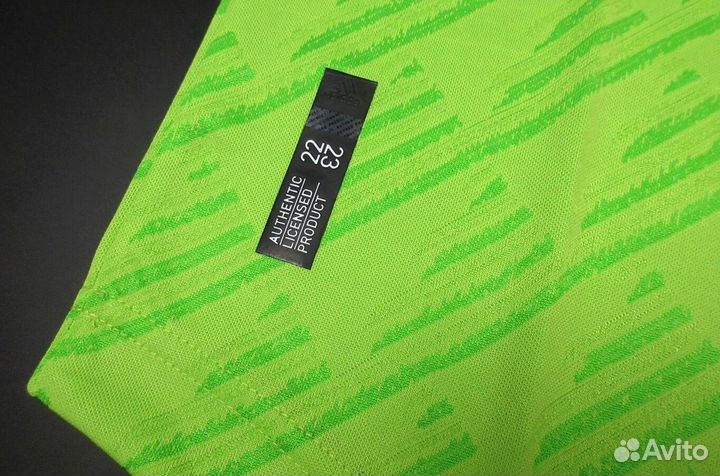 22
23
AUTHENTIC
LICENSED
PRODUCT
Avito